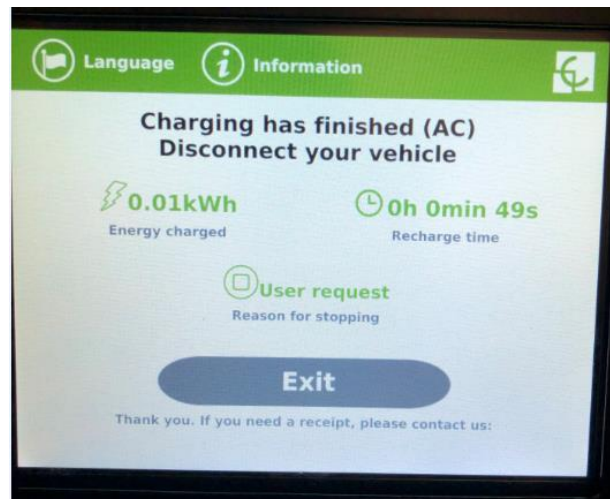 Language
Information
Charging has finished (AC)
Disconnect your vehicle
0.01kWh
Energy charged
0h 0min 49s
Recharge time
User request
Reason for stopping
Exit
Thank you. If you need a receipt, please contact us: